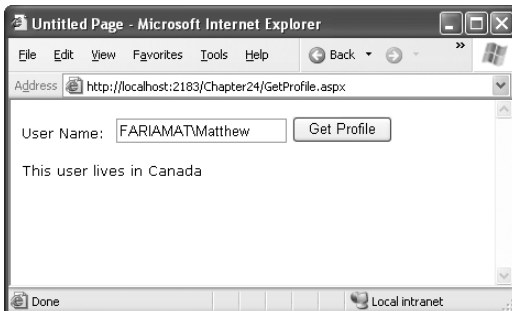 Untitled Page - Microsoft Internet Explorer
File Edit View Favorites Tools Help Back »
Address http://localhost:2183/Chapter24/GetProfile.aspx
User Name: FARIAMAT\Matthew Get Profile
This user lives in Canada
Done Local intranet